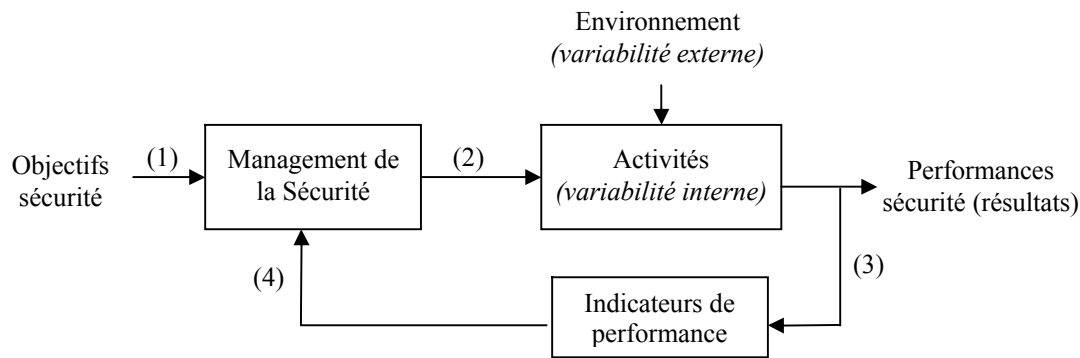 Environnement
(variabilité externe)
Objectifs
sécurité
(1)
Management de
la Sécurité
(2)
Activités
(variabilité interne)
Performances
sécurité (résultats)
(3)
(4)
Indicateurs de
performance